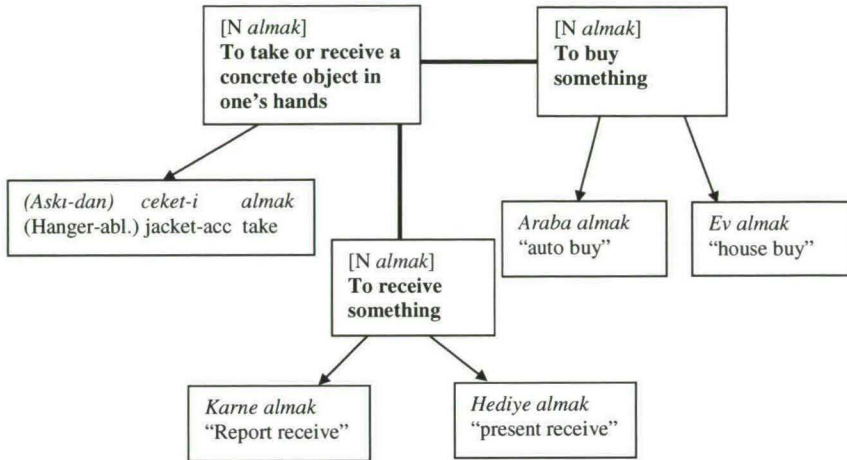 [N almak]
To take or receive a
concrete object in
one's hands
[N almak]
To buy
something
(Askı-dan) ceket-i almak
(Hanger-abl.) jacket-acc take
Araba almak
“auto buy”
Ev almak
“house buy”
[N almak]
To receive
something
Karne almak
“Report receive”
Hediye almak
“present receive”